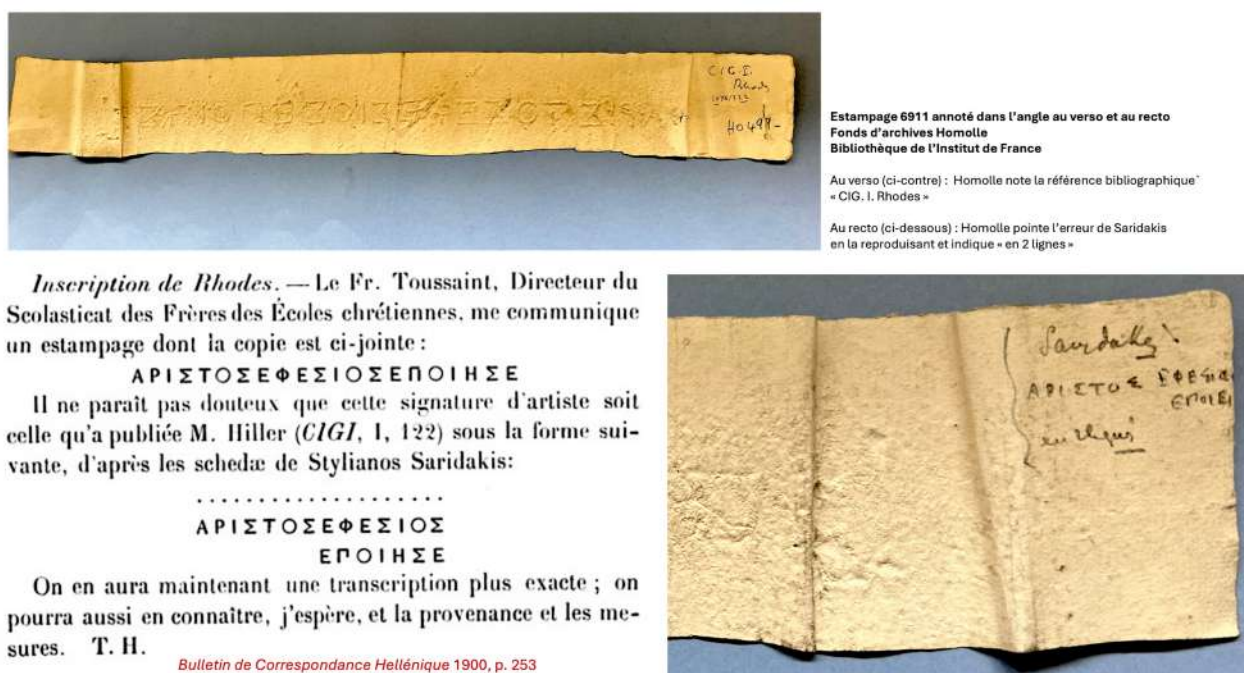 CIG. I.
Rhodes
HO 498-
Estampage 6911 annoté dans l'angle au verso et au recto
Fonds d'archives Homolle
Bibliothèque de l'Institut de France
Au verso (ci-contre) : Homolle note la référence bibliographique`
« CIG. I. Rhodes »
Au recto (ci-dessous) : Homolle pointe l'erreur de Saridakis
en la reproduisant et indique « en 2 lignes »
Inscription de Rhodes. — Le Fr. Toussaint, Directeur du
Scolasticat des Frères des Écoles chrétiennes, me communique
un estampage dont la copie est ci-jointe :
ΑΡΙΣΤΟΣΕΦΕΣΙΟΣΕΠΟΙΗΣΕ
Il ne paraît pas douteux que cette signature d'artiste soit
celle qu'a publiée M. Hiller (CIGI, I, 122) sous la forme sui-
vante, d'après les schedæ de Stylianos Saridakis:
. . . . . . . . . . . . . . . . . . . .
ΑΡΙΣΤΟΣΕΦΕΣΙΟΣ
ΕΠΟΙΗΣΕ
On en aura maintenant une transcription plus exacte ; on
pourra aussi en connaître, j'espère, et la provenance et les me-
sures. T. H.
Bulletin de Correspondance Hellénique 1900, p. 253
Saridakis
ΑΡΙΣΤΟΣ ΕΦΕΣΙΟ
ΕΠΟΙΕΙ
en 2 lignes